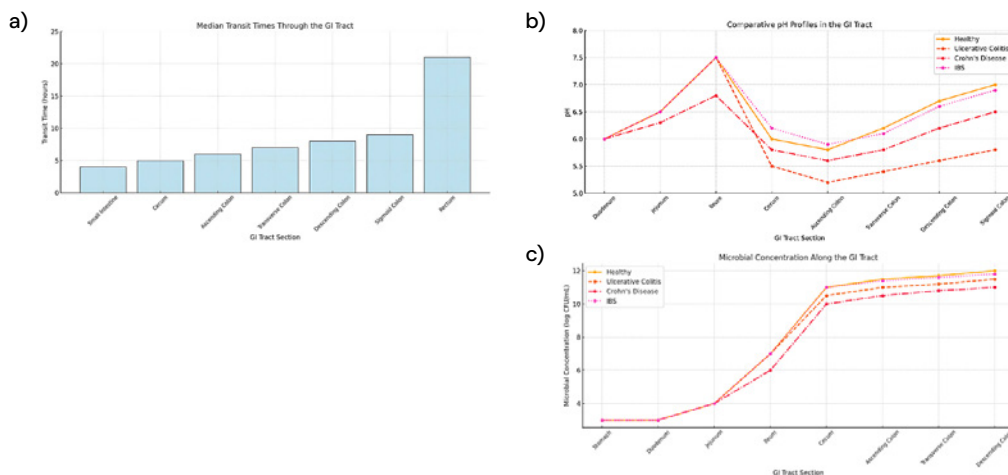 a)
Median Transit Times Through the GI Tract
25
20
15
10
5
0
Transit Time (hours)
Small Intestine
Cecum
Ascending Colon
Transverse Colon
Descending Colon
Sigmoid Colon
Rectum
GI Tract Section
b)
Comparative pH Profiles in the GI Tract
8.0
7.5
7.0
6.5
6.0
5.5
5.0
pH
Healthy
Ulcerative Colitis
Crohn's Disease
IBS
Duodenum
Jejunum
Ileum
Cecum
Ascending Colon
Transverse Colon
Descending Colon
Sigmoid Colon
GI Tract Section
c)
Microbial Concentration Along the GI Tract
12
10
8
6
4
Microbial Concentration (log CFU/mL)
Healthy
Ulcerative Colitis
Crohn's Disease
IBS
Stomach
Duodenum
Jejunum
Ileum
Cecum
Ascending Colon
Transverse Colon
Descending Colon
GI Tract Section